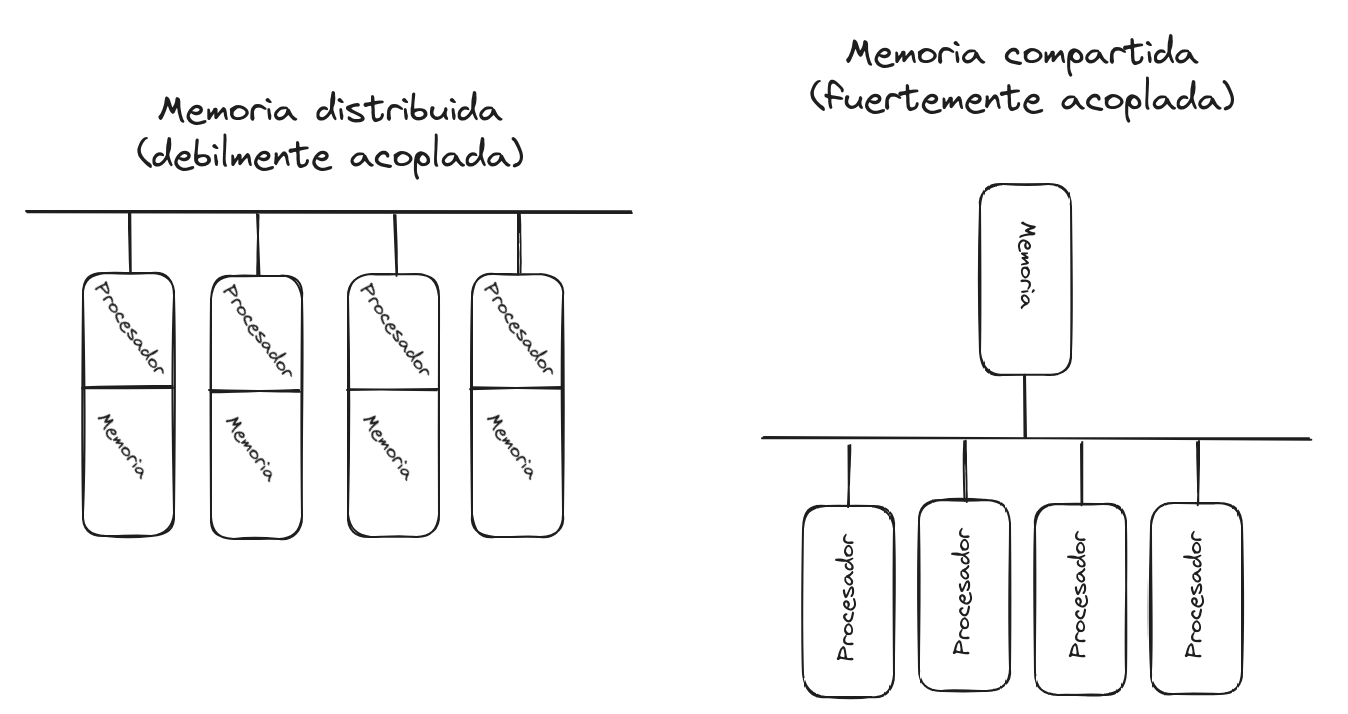 Memoria distribuida
(debilmente acoplada)
Procesador
Procesador
Procesador
Procesador
Memoria
Memoria
Memoria
Memoria
Memoria compartida
(fuertemente acoplada)
Memoria
Procesador
Procesador
Procesador
Procesador